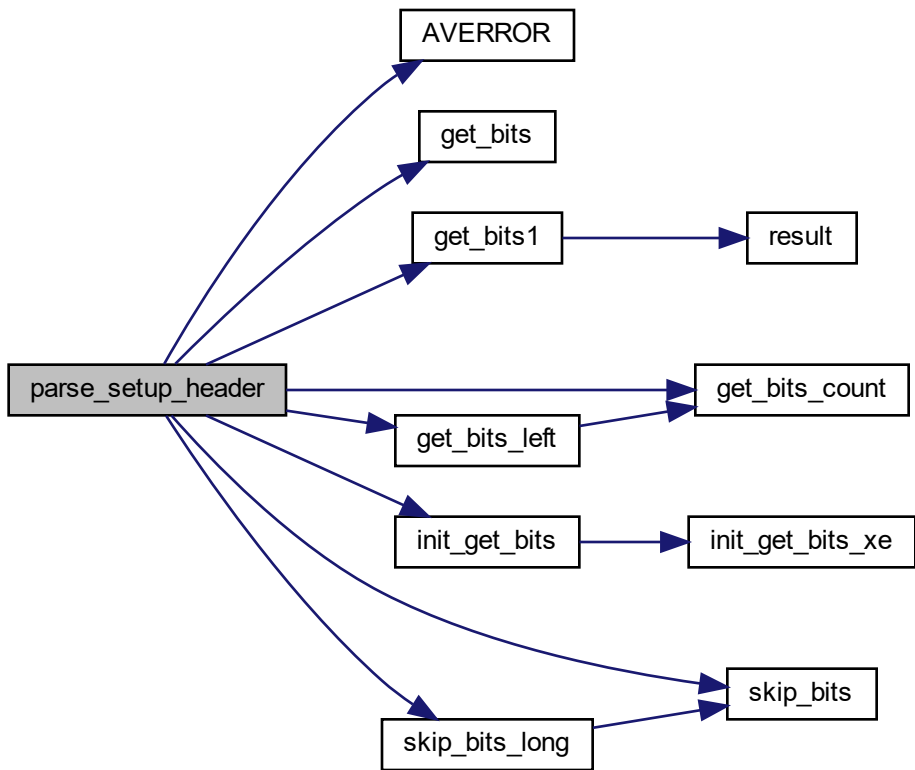 AVERROR
get_bits
get_bits1
result
parse_setup_header
get_bits_count
get_bits_left
init_get_bits
init_get_bits_xe
skip_bits
skip_bits_long